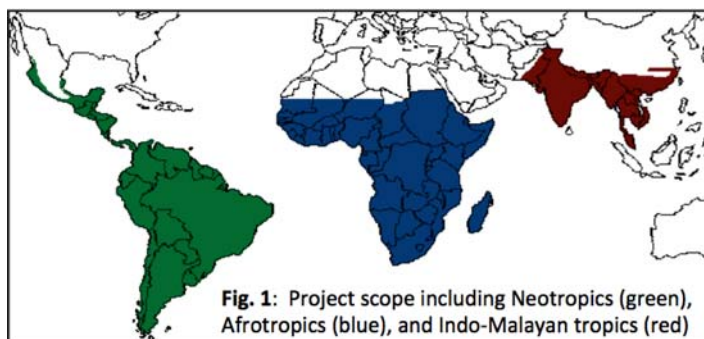 Fig. 1:  Project scope including Neotropics (green),
Afrotropics (blue), and Indo-Malayan tropics (red)